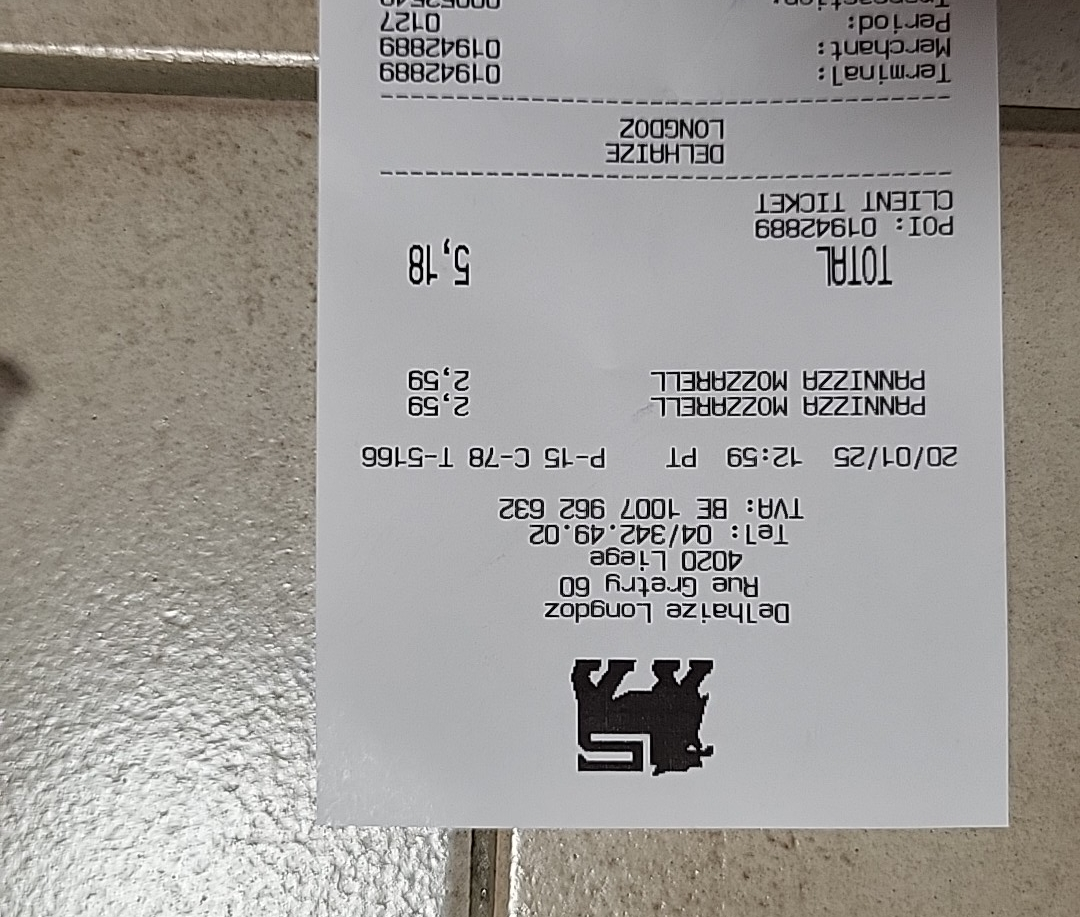 Delhaize Longdoz
Rue Gretry 60
4020 Liege
Tel: 04/342.49.02
TVA: BE 1007 962 632
20/01/25 12:59 PT P-15 C-78 T-5166
PANNIZZA MOZZARELL 2,59
PANNIZZA MOZZARELL 2,59
TOTAL 5,18
POI: 01942889
CLIENT TICKET
DELHAIZE
LONGDOZ
Terminal: 01942889
Merchant: 01942889
Period: 0127